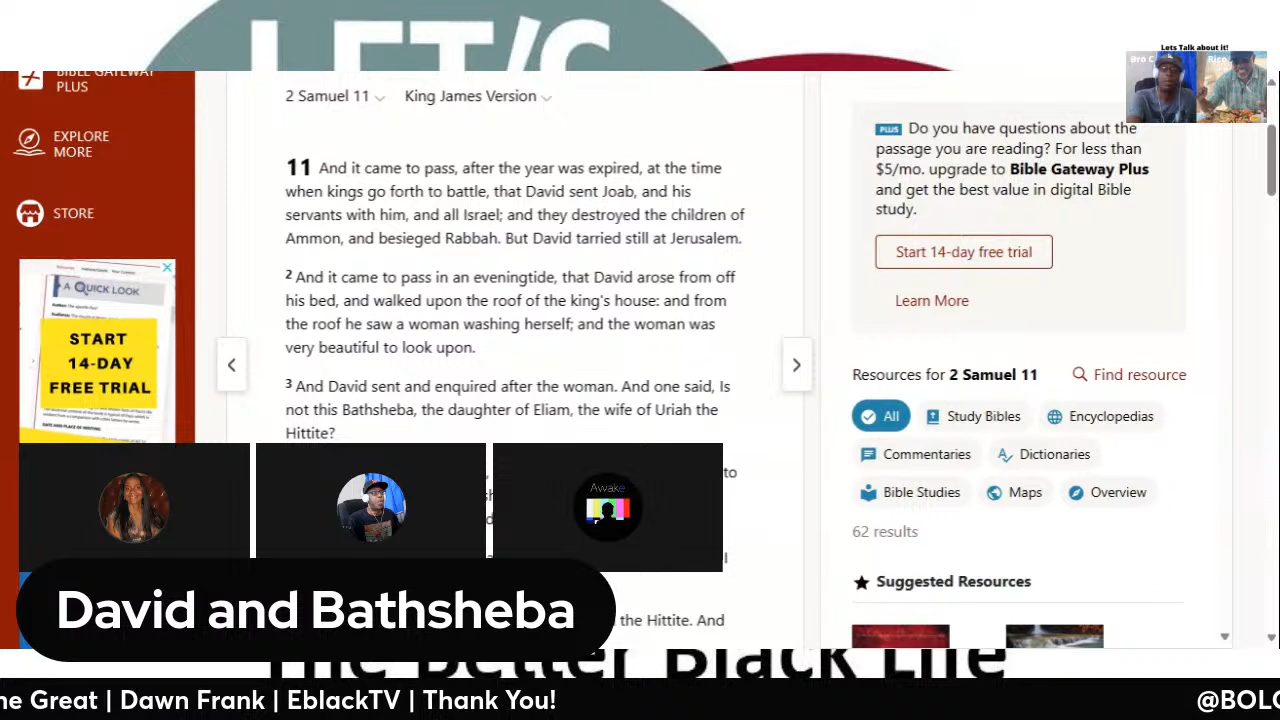 LET'S
Lets Talk about it!
Bro C
Rico
BIBLE GATEWAY
PLUS
EXPLORE
MORE
STORE
A QUICK LOOK
START
14-DAY
FREE TRIAL
2 Samuel 11
King James Version
11 And it came to pass, after the year was expired, at the time
when kings go forth to battle, that David sent Joab, and his
servants with him, and all Israel; and they destroyed the children of
Ammon, and besieged Rabbah. But David tarried still at Jerusalem.
2 And it came to pass in an eveningtide, that David arose from off
his bed, and walked upon the roof of the king's house: and from
the roof he saw a woman washing herself; and the woman was
very beautiful to look upon.
3 And David sent and enquired after the woman. And one said, Is
not this Bathsheba, the daughter of Eliam, the wife of Uriah the
Hittite?
to
the Hittite. And
PLUS Do you have questions about the
passage you are reading? For less than
$5/mo. upgrade to Bible Gateway Plus
and get the best value in digital Bible
study.
Start 14-day free trial
Learn More
Resources for 2 Samuel 11
Find resource
All
Study Bibles
Encyclopedias
Commentaries
Dictionaries
Bible Studies
Maps
Overview
62 results
Suggested Resources
Awake
David and Bathsheba
The Better Black Life
he Great | Dawn Frank | EblackTV | Thank You!
@BOLO